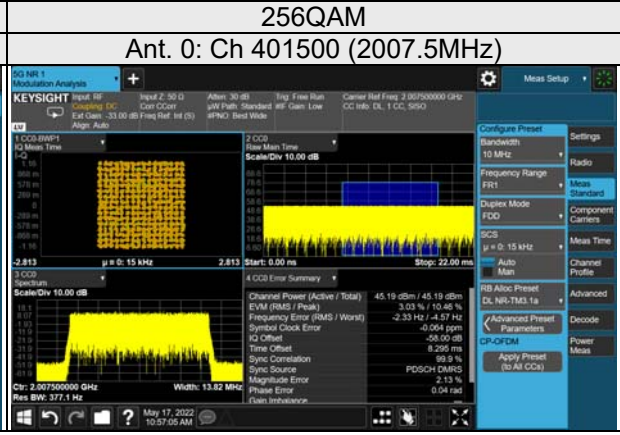 256QAM
Ant. 0: Ch 401500 (2007.5MHz)
5G NR 1
Modulation Analysis
Meas Setup
KEYSIGHT
Input: RF
Coupling: DC
Ext Gain: -33.00 dB
Align: Auto
Input Z: 50 Ω
Corr CCorr
Freq Ref: Int (S)
Atten: 30 dB
µW Path: Standard
#PNO: Best Wide
Trig: Free Run
#IF Gain: Low
Carrier Ref Freq: 2.007500000 GHz
CC Info: DL, 1 CC, SISO
1 CC0-BWP1
IQ Meas Time
I-Q
1.16
-1.16
-2.813
µ = 0: 15 kHz
2.813
2 CC0
Raw Main Time
Scale/Div 10.00 dB
Start: 0.00 ns
Stop: 22.00 ms
3 CC0
Spectrum
Scale/Div 10.00 dB
Ctr: 2.007500000 GHz
Width: 13.82 MHz
Res BW: 377.1 Hz
4 CC0 Error Summary
Channel Power (Active / Total) 45.19 dBm / 45.19 dBm
EVM (RMS / Peak) 3.03 % / 10.46 %
Frequency Error (RMS / Worst) -2.33 Hz / -4.57 Hz
Symbol Clock Error -0.064 ppm
IQ Offset -58.00 dB
Time Offset 8.295 ms
Sync Correlation 99.9 %
Sync Source PDSCH DMRS
Magnitude Error 2.13 %
Phase Error 0.04 rad
Gain Imbalance
Configure Preset
Bandwidth
10 MHz
Frequency Range
FR1
Duplex Mode
FDD
SCS
µ = 0: 15 kHz
Auto
Man
RB Alloc Preset
DL NR-TM3.1a
Advanced Preset
Parameters
CP-OFDM
Apply Preset
(to All CCs)
Settings
Radio
Meas
Standard
Component
Carriers
Meas Time
Channel
Profile
Advanced
Decode
Power
Meas
May 17, 2022
10:57:05 AM